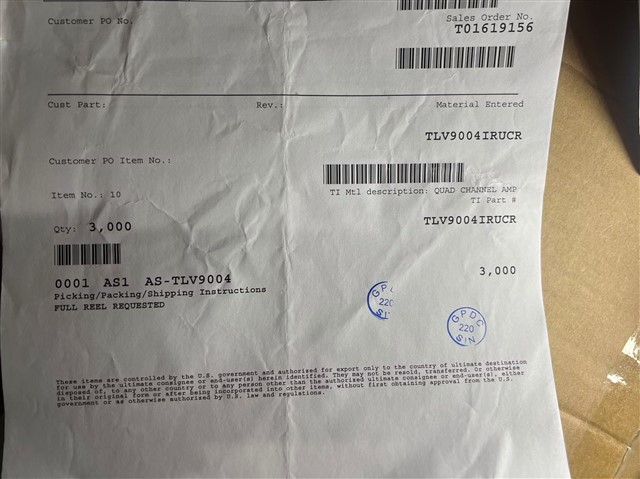 Customer PO No.
Sales Order No.
T01619156
Cust Part:
Rev.:
Material Entered
TLV9004IRUCR
Customer PO Item No.:
Item No.: 10
TI Mtl description: QUAD CHANNEL AMP
TI Part #
Qty: 3,000
TLV9004IRUCR
0001 AS1 AS-TLV9004
3,000
Picking/Packing/Shipping Instructions
FULL REEL REQUESTED
GPDC
220
SIN
These items are controlled by the U.S. government and authorized for export only to the country of ultimate destination
for use by the ultimate consignee or end-user(s) herein identified. They may not be resold, transferred. Or otherwise
disposed of, to any other country or to any person other than the authorized ultimate consignee or end-user(s), either
in their original form or after being incorporated into other items, without first obtaining approval from the U.S.
government or as otherwise authorized by U.S. law and regulations.